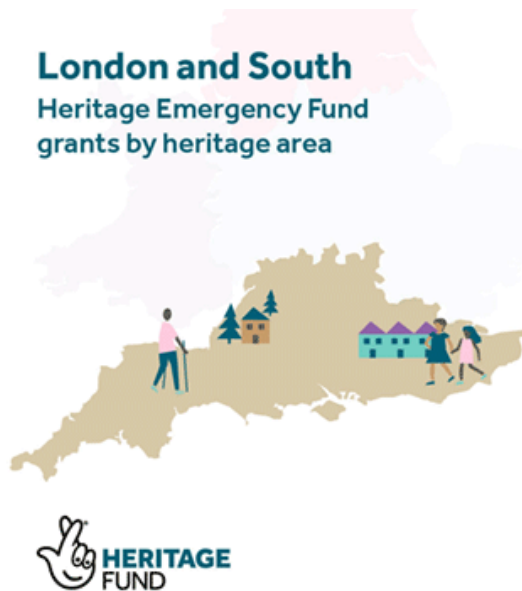 London and South
Heritage Emergency Fund
grants by heritage area
HERITAGE
FUND